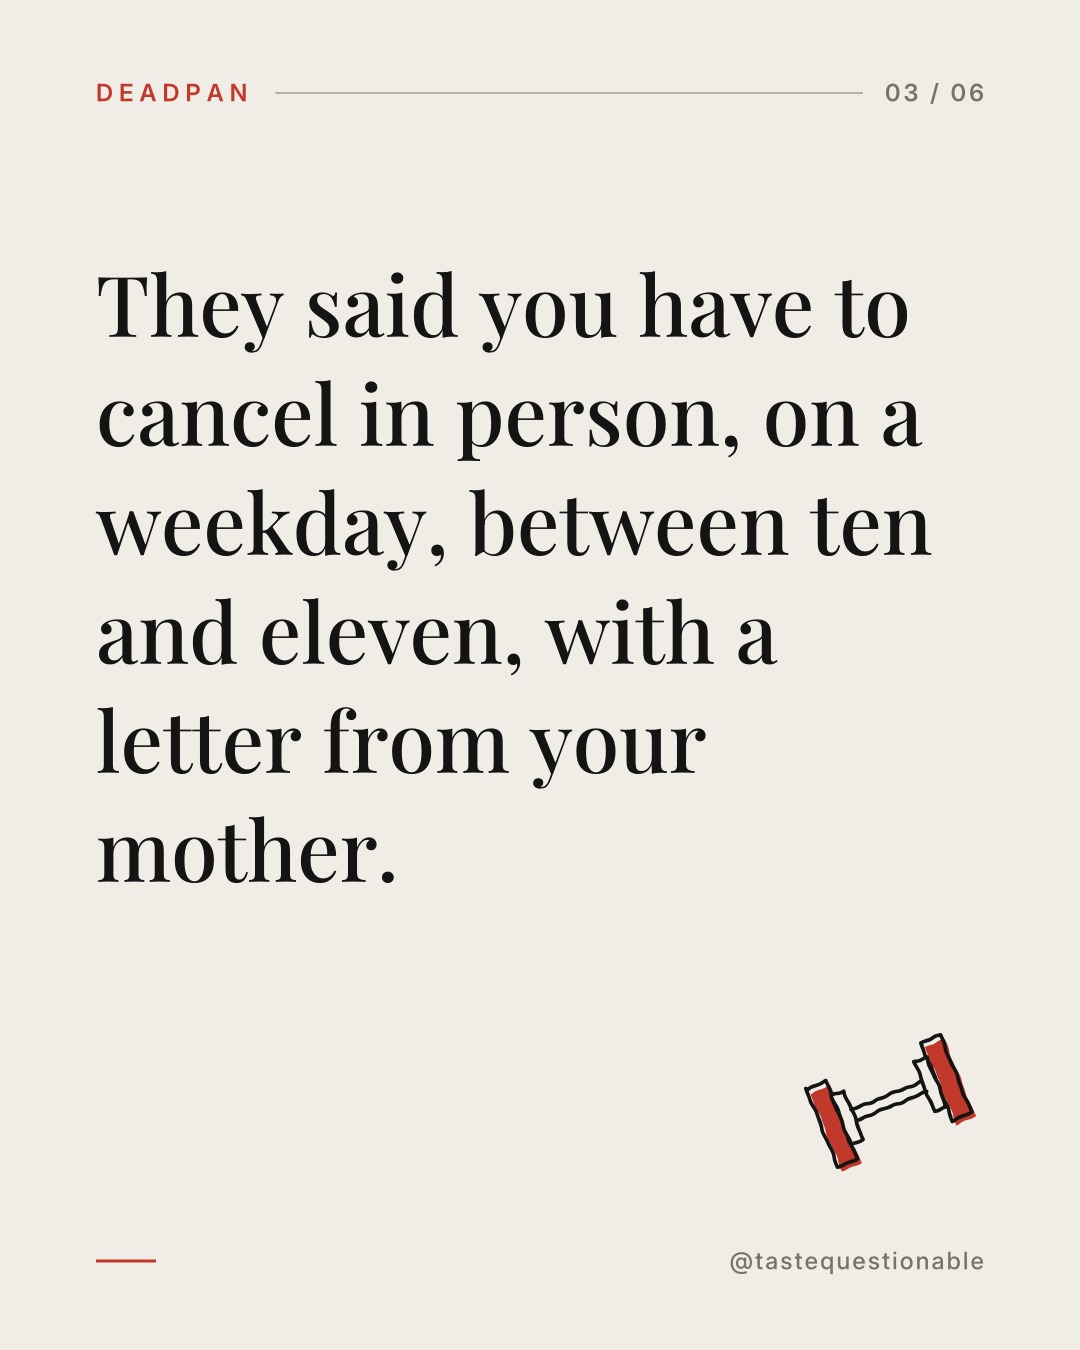 DEADPAN
03 / 06
They said you have to
cancel in person, on a
weekday, between ten
and eleven, with a
letter from your
mother.
@tastequestionable